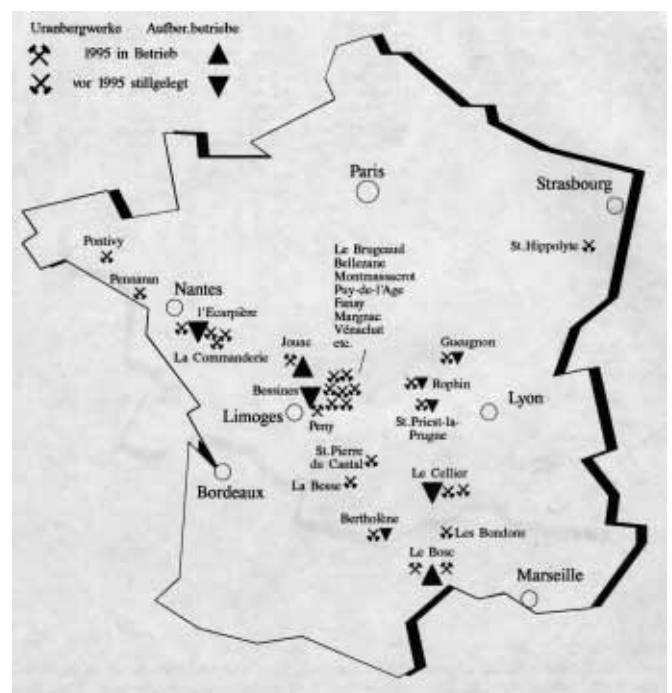 Uranbergwerke Aufber.betriebe
1995 in Betrieb
vor 1995 stillgelegt
Paris
Strasbourg
St.Hippolyte
Pontivy
Pennaran
Nantes
l'Ecarpière
La Commanderie
Le Brugeaud
Bellezane
Montmassacrot
Puy-de-l'Age
Fanay
Margnac
Vénachat
etc.
Jouac
Gueugnon
Bessines
Rophin
Limoges
Peny
St.Priest-la-
Prugne
Lyon
St.Pierre
du Cantal
La Besse
Le Cellier
Bordeaux
Bertholène
Les Bondons
Le Bosc
Marseille